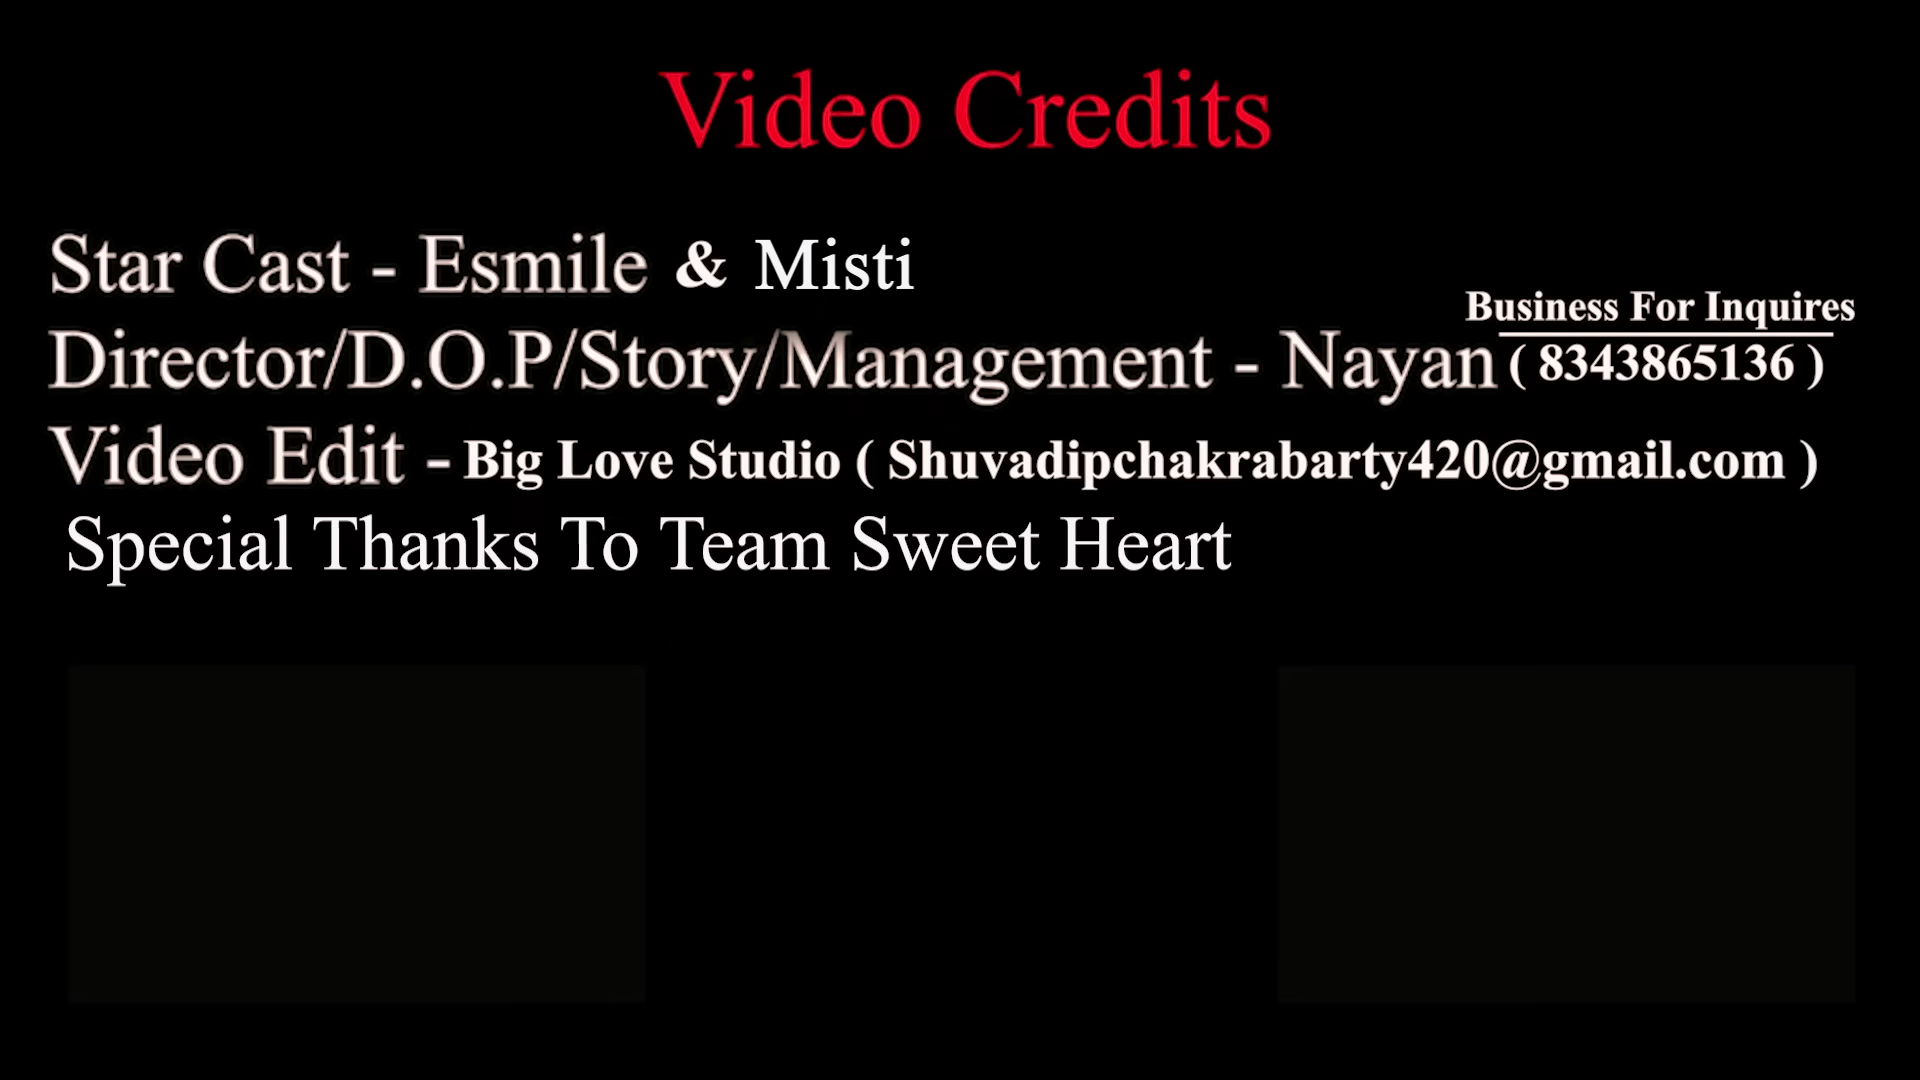 Video Credits
Star Cast - Esmile & Misti
Business For Inquires
Director/D.O.P/Story/Management - Nayan ( 8343865136 )
Video Edit - Big Love Studio ( Shuvadipchakrabarty420@gmail.com )
Special Thanks To Team Sweet Heart